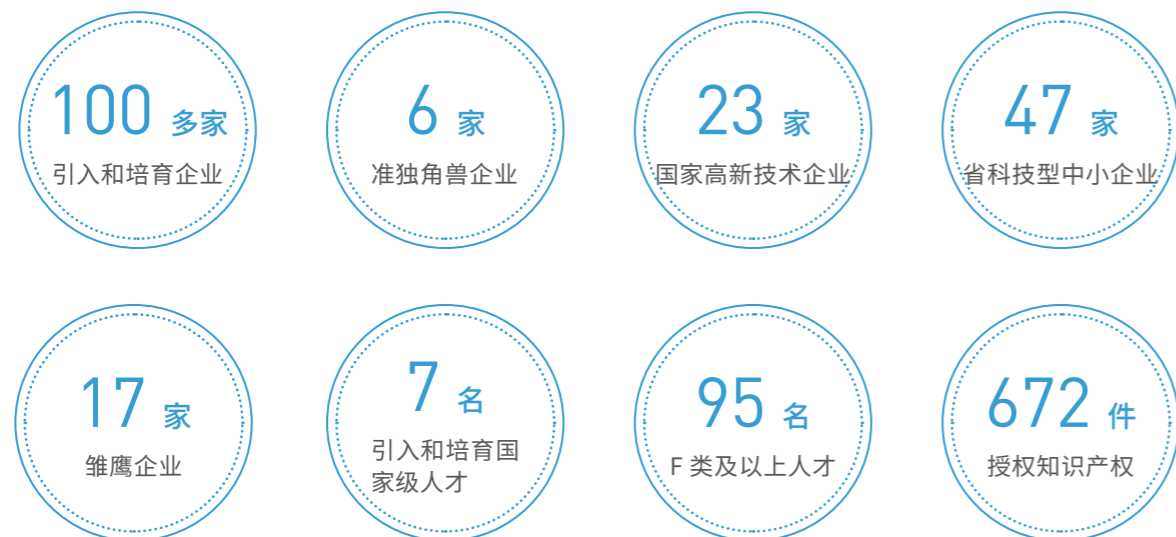 100 多家
引入和培育企业
6 家
准独角兽企业
23 家
国家高新技术企业
47 家
省科技型中小企业
17 家
雏鹰企业
7 名
引入和培育国
家级人才
95 名
F 类及以上人才
672 件
授权知识产权